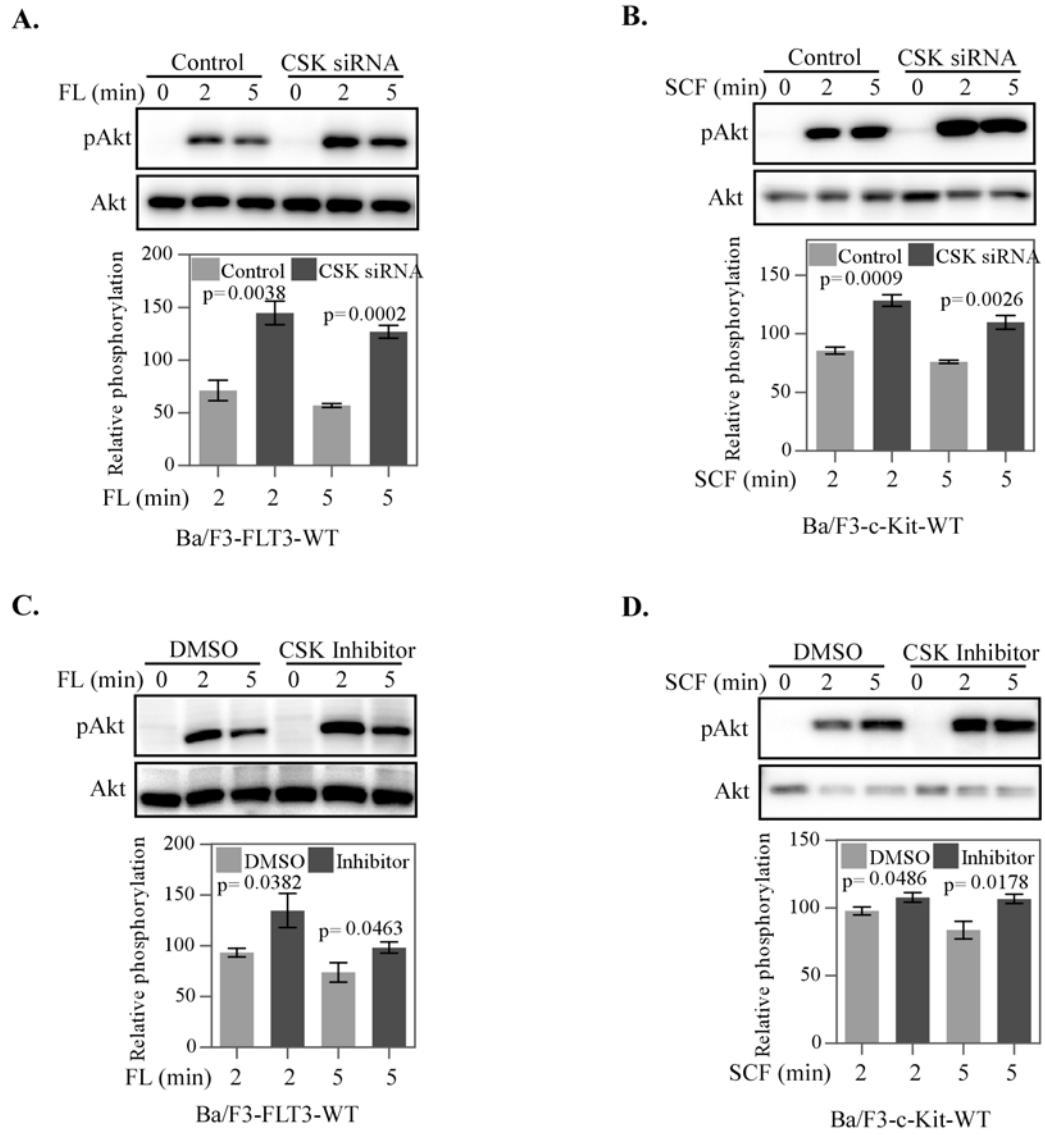 A.
Control CSK siRNA
FL (min) 0 2 5 0 2 5
pAkt
Akt
Relative phosphorylation
200
150
100
50
0
Control CSK siRNA
p=0.0038
p=0.0002
FL (min) 2 2 5 5
Ba/F3-FLT3-WT
B.
Control CSK siRNA
SCF (min) 0 2 5 0 2 5
pAkt
Akt
Relative phosphorylation
150
100
50
0
Control CSK siRNA
p=0.0009
p=0.0026
SCF (min) 2 2 5 5
Ba/F3-c-Kit-WT
C.
DMSO CSK Inhibitor
FL (min) 0 2 5 0 2 5
pAkt
Akt
Relative phosphorylation
200
150
100
50
0
DMSO Inhibitor
p=0.0382
p=0.0463
FL (min) 2 2 5 5
Ba/F3-FLT3-WT
D.
DMSO CSK Inhibitor
SCF (min) 0 2 5 0 2 5
pAkt
Akt
Relative phosphorylation
150
100
50
0
DMSO Inhibitor
p=0.0486 p=0.0178
SCF (min) 2 2 5 5
Ba/F3-c-Kit-WT